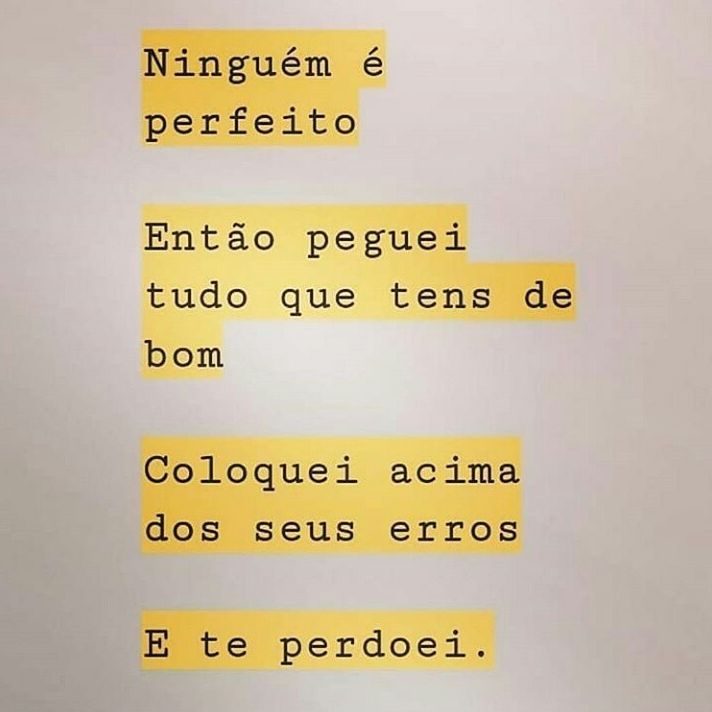 Ninguém é
perfeito
Então peguei
tudo que tens de
bom
Coloquei acima
dos seus erros
E te perdoei.